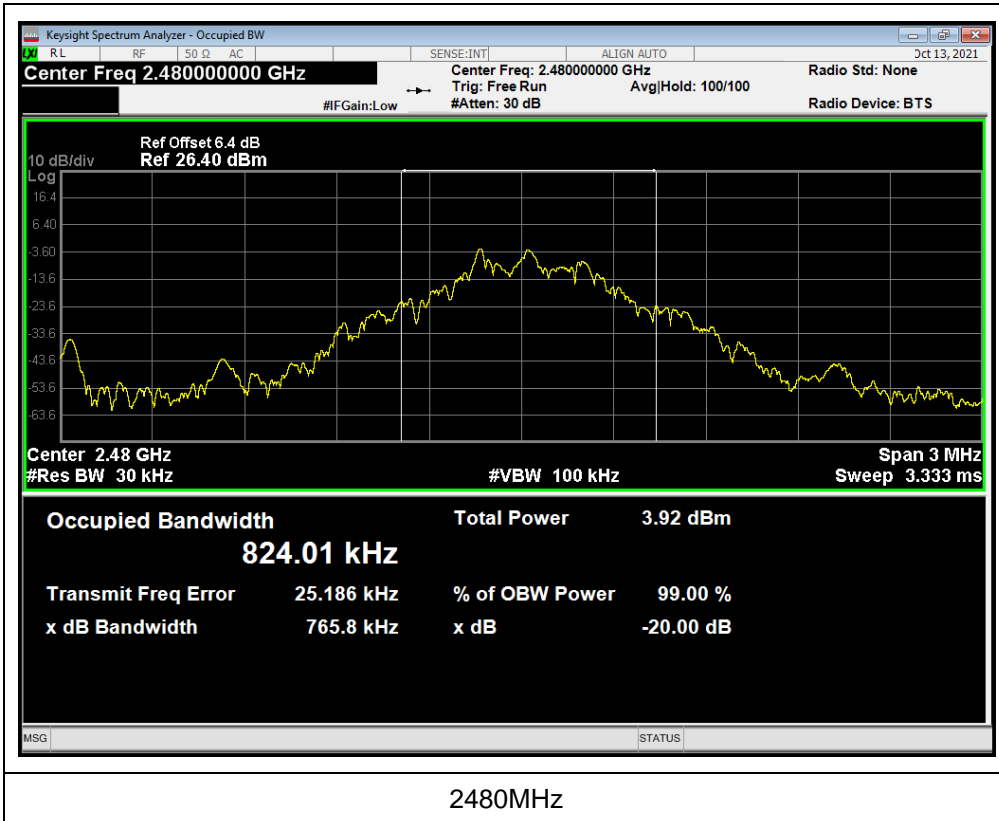 Keysight Spectrum Analyzer - Occupied BW
LXI RL RF 50 Ω AC SENSE:INT ALIGN AUTO Oct 13, 2021
Center Freq 2.480000000 GHz
Center Freq: 2.480000000 GHz
Radio Std: None
Trig: Free Run Avg|Hold: 100/100
#IFGain:Low #Atten: 30 dB Radio Device: BTS
Ref Offset 6.4 dB
10 dB/div Ref 26.40 dBm
Log
16.4
6.40
-3.60
-13.6
-23.6
-33.6
-43.6
-53.6
-63.6
Center 2.48 GHz Span 3 MHz
#Res BW 30 kHz #VBW 100 kHz Sweep 3.333 ms
Occupied Bandwidth Total Power 3.92 dBm
824.01 kHz
Transmit Freq Error 25.186 kHz % of OBW Power 99.00 %
x dB Bandwidth 765.8 kHz x dB -20.00 dB
MSG STATUS
2480MHz